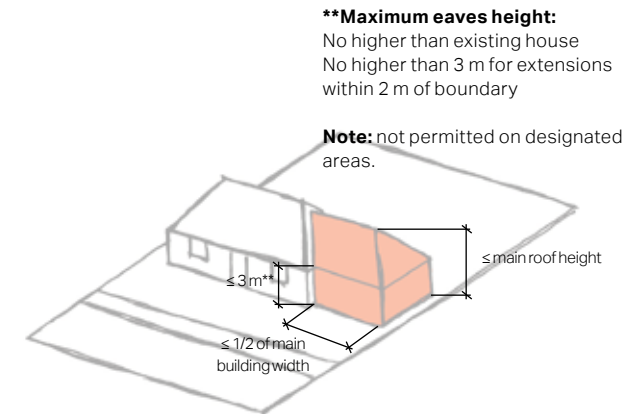 **Maximum eaves height:
No higher than existing house
No higher than 3 m for extensions
within 2 m of boundary
Note: not permitted on designated
areas.
≤ main roof height
≤ 3 m**
≤ 1/2 of main
building width